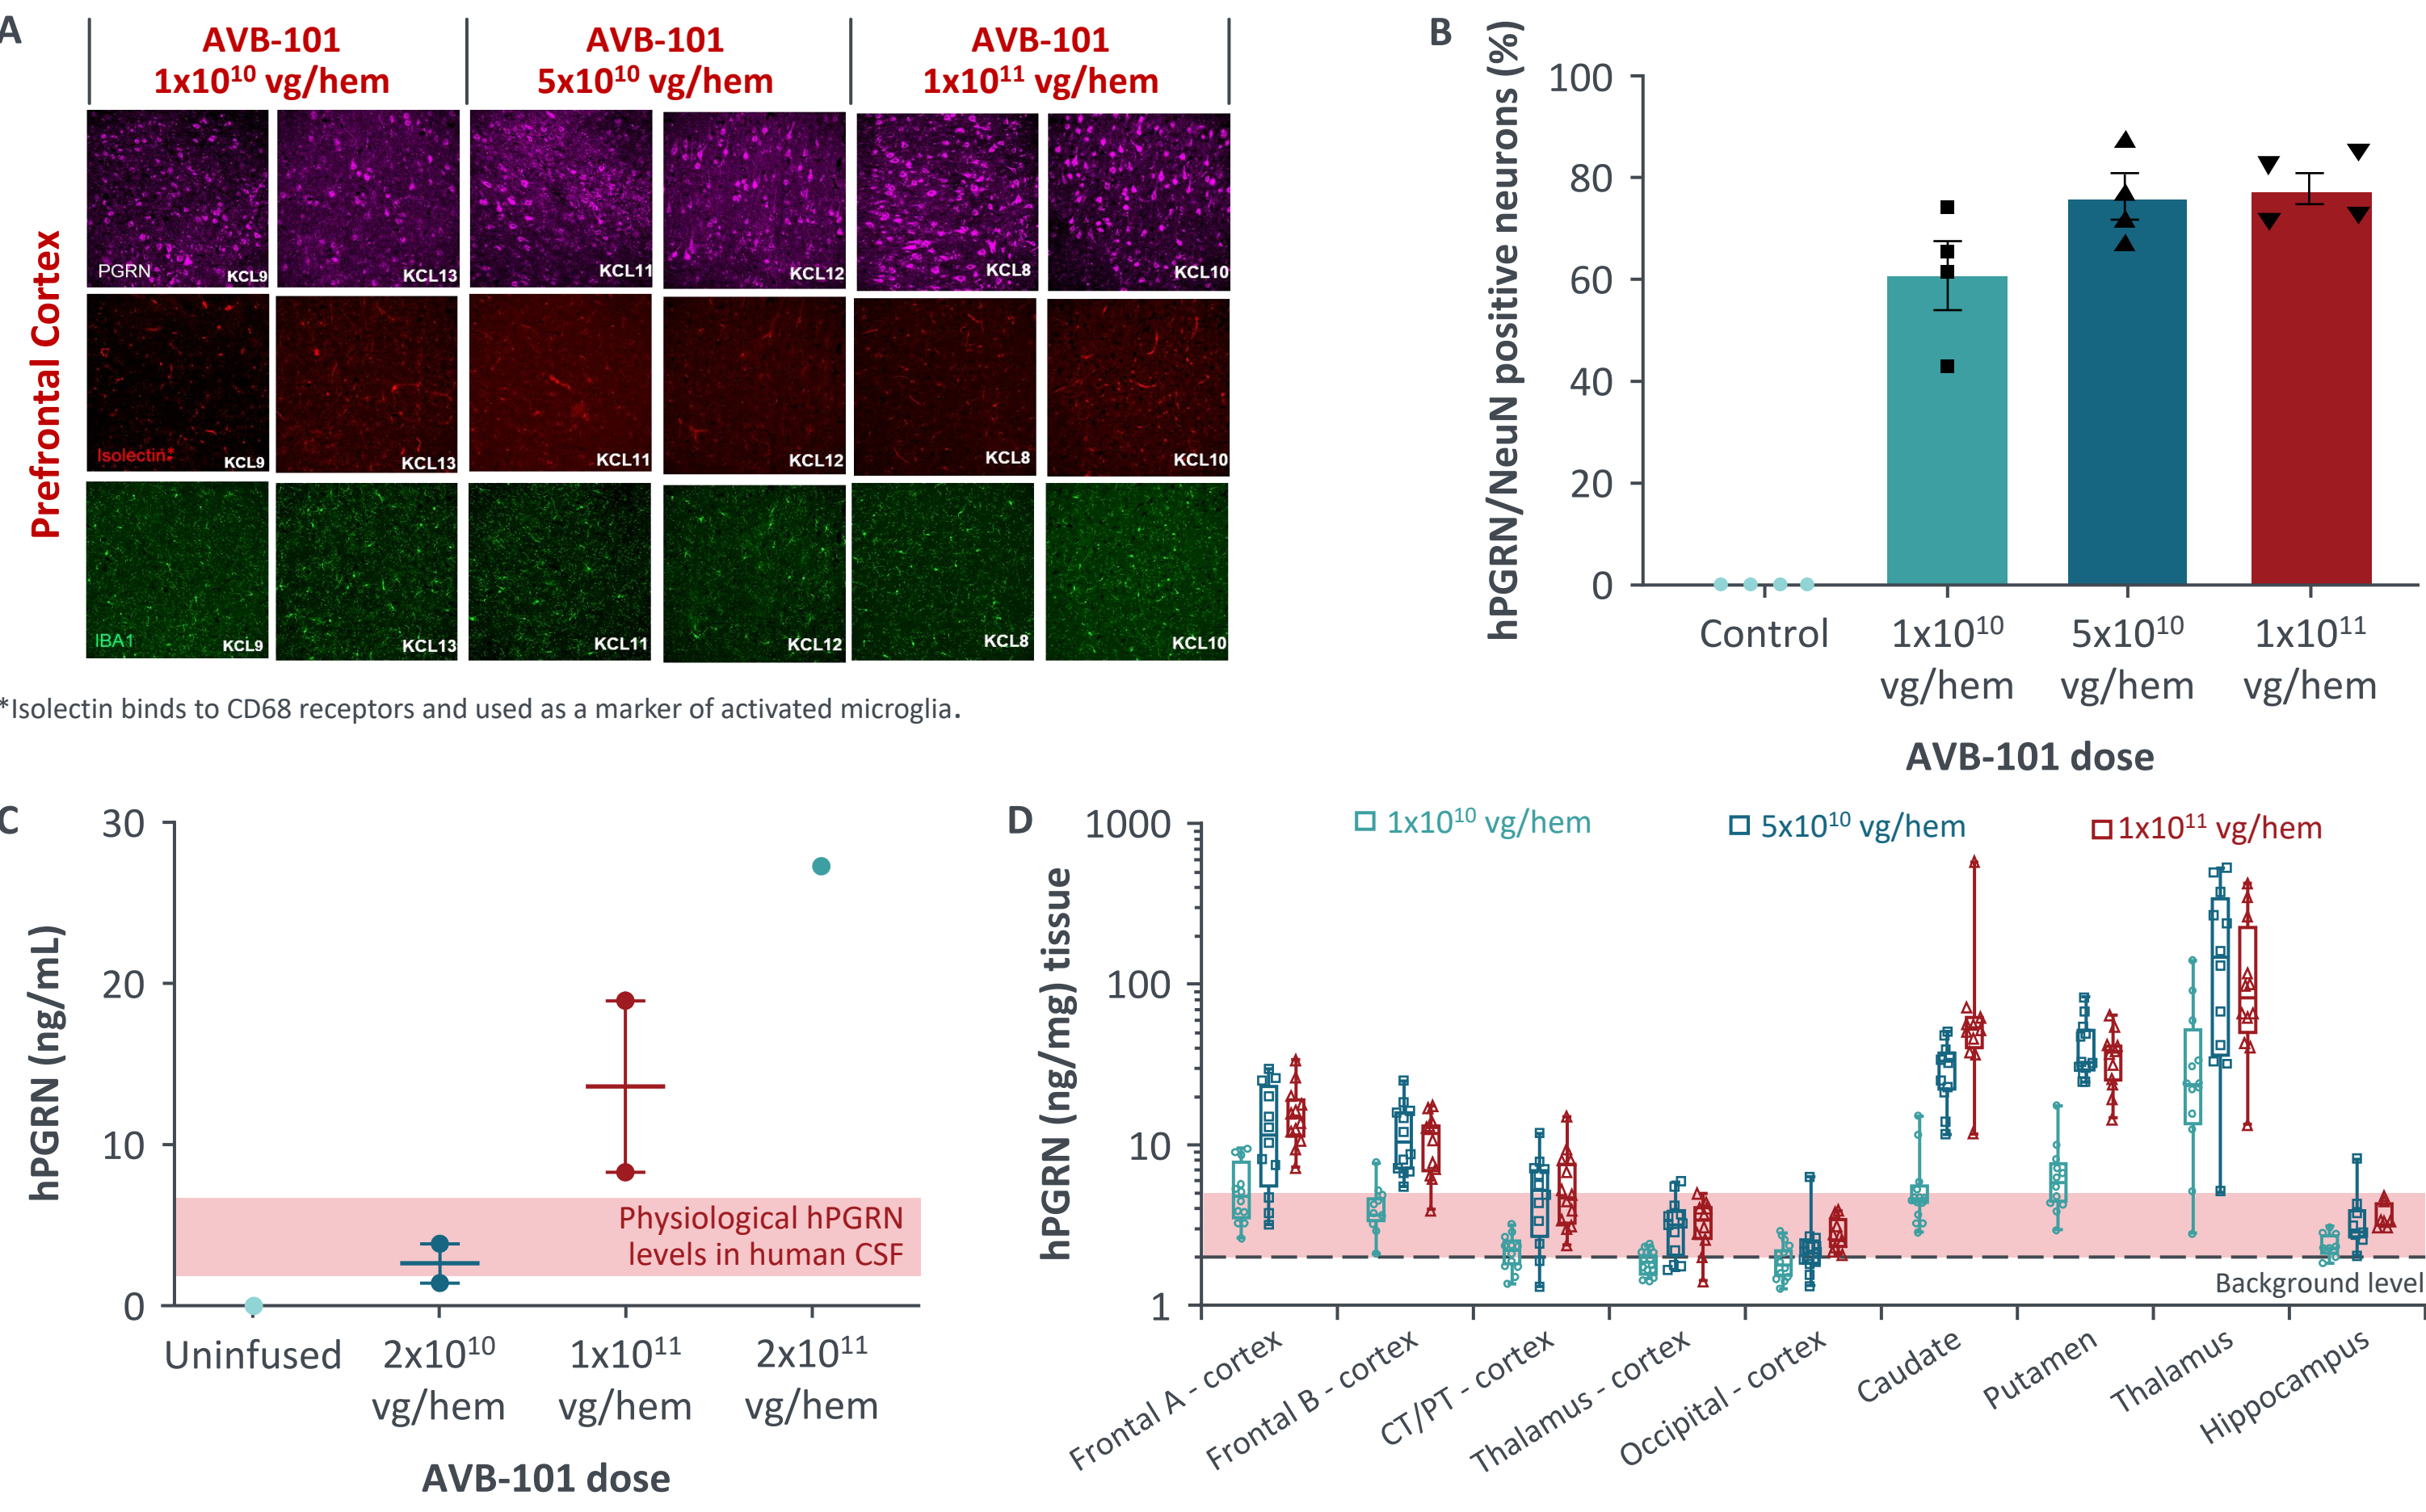 A
AVB-101
1x10¹⁰ vg/hem
AVB-101
5x10¹⁰ vg/hem
AVB-101
1x10¹¹ vg/hem
Prefrontal Cortex
PGRN
KCL9
KCL13
KCL11
KCL12
KCL8
KCL10
Isolectin*
KCL9
KCL13
KCL11
KCL12
KCL8
KCL10
IBA1
KCL9
KCL13
KCL11
KCL12
KCL8
KCL10
*Isolectin binds to CD68 receptors and used as a marker of activated microglia.
B
hPGRN/NeuN positive neurons (%)
100
80
60
40
20
0
Control
1x10¹⁰
vg/hem
5x10¹⁰
vg/hem
1x10¹¹
vg/hem
AVB-101 dose
C
hPGRN (ng/mL)
30
20
10
0
Physiological hPGRN
levels in human CSF
Uninfused
2x10¹⁰
vg/hem
1x10¹¹
vg/hem
2x10¹¹
vg/hem
AVB-101 dose
D
hPGRN (ng/mg) tissue
1000
100
10
1
1x10¹⁰ vg/hem
5x10¹⁰ vg/hem
1x10¹¹ vg/hem
Background level
Frontal A - cortex
Frontal B - cortex
CT/PT - cortex
Thalamus - cortex
Occipital - cortex
Caudate
Putamen
Thalamus
Hippocampus